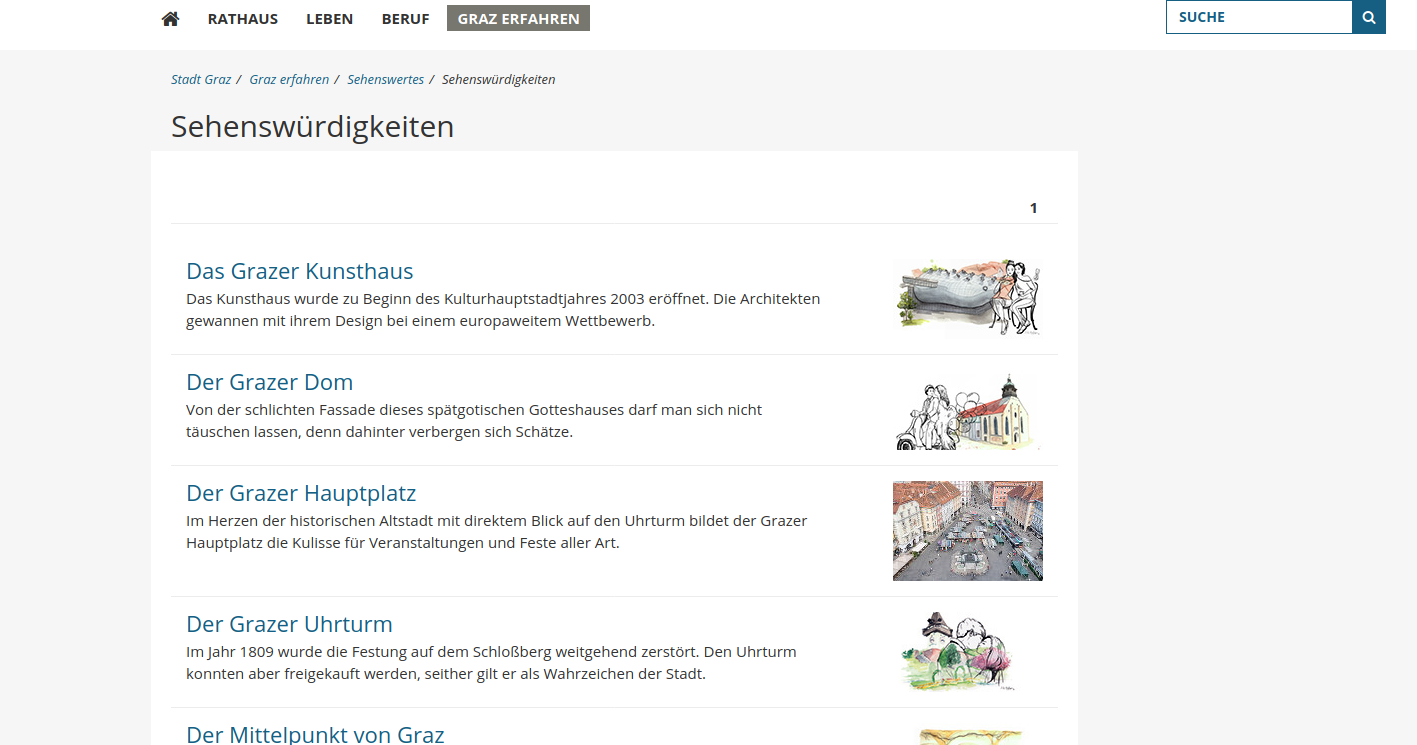 RATHAUS LEBEN BERUF GRAZ ERFAHREN SUCHE
Stadt Graz / Graz erfahren / Sehenswertes / Sehenswürdigkeiten
Sehenswürdigkeiten
1
Das Grazer Kunsthaus
Das Kunsthaus wurde zu Beginn des Kulturhauptstadtjahres 2003 eröffnet. Die Architekten
gewannen mit ihrem Design bei einem europaweitem Wettbewerb.
Der Grazer Dom
Von der schlichten Fassade dieses spätgotischen Gotteshauses darf man sich nicht
täuschen lassen, denn dahinter verbergen sich Schätze.
Der Grazer Hauptplatz
Im Herzen der historischen Altstadt mit direktem Blick auf den Uhrturm bildet der Grazer
Hauptplatz die Kulisse für Veranstaltungen und Feste aller Art.
Der Grazer Uhrturm
Im Jahr 1809 wurde die Festung auf dem Schloßberg weitgehend zerstört. Den Uhrturm
konnten aber freigekauft werden, seither gilt er als Wahrzeichen der Stadt.
Der Mittelpunkt von Graz